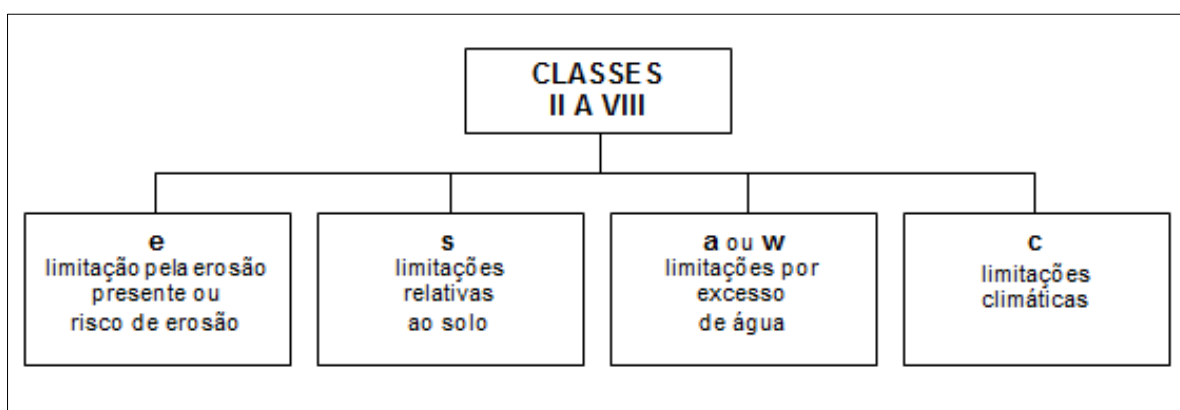 CLASSES
II A VIII
e
limitação pela erosão
presente ou
risco de erosão
s
limitações
relativas
ao solo
a ou w
limitações por
excesso
de água
c
limitações
climáticas